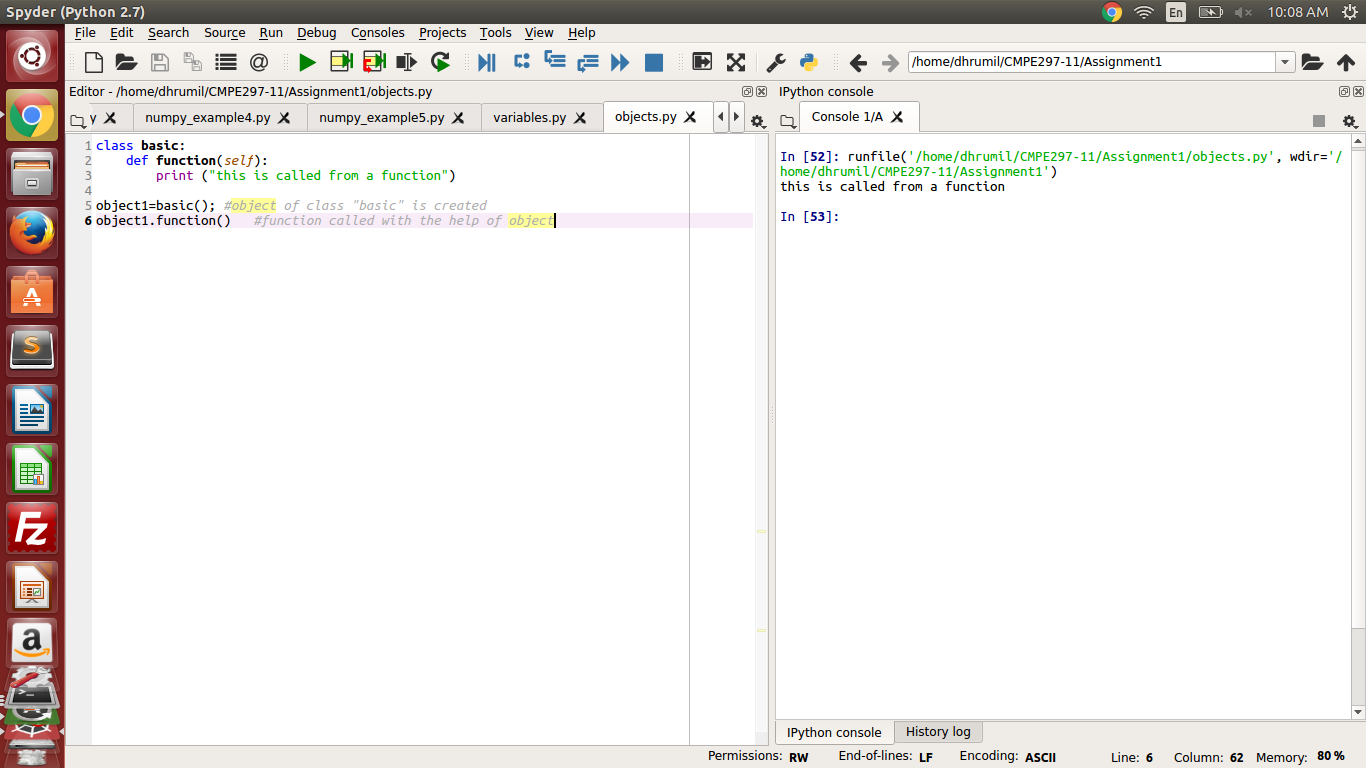 Spyder (Python 2.7)
En
10:08 AM
File Edit Search Source Run Debug Consoles Projects Tools View Help
@
/home/dhrumil/CMPE297-11/Assignment1
Editor - /home/dhrumil/CMPE297-11/Assignment1/objects.py
IPython console
y
numpy_example4.py
numpy_example5.py
variables.py
objects.py
Console 1/A
1 class basic:
2     def function(self):
3         print ("this is called from a function")
4
5 object1=basic(); #object of class "basic" is created
6 object1.function()   #function called with the help of object
In [52]: runfile('/home/dhrumil/CMPE297-11/Assignment1/objects.py', wdir='/
home/dhrumil/CMPE297-11/Assignment1')
this is called from a function
In [53]:
IPython console
History log
Permissions: RW End-of-lines: LF Encoding: ASCII Line: 6 Column: 62 Memory: 80 %
A
S
Fz
a